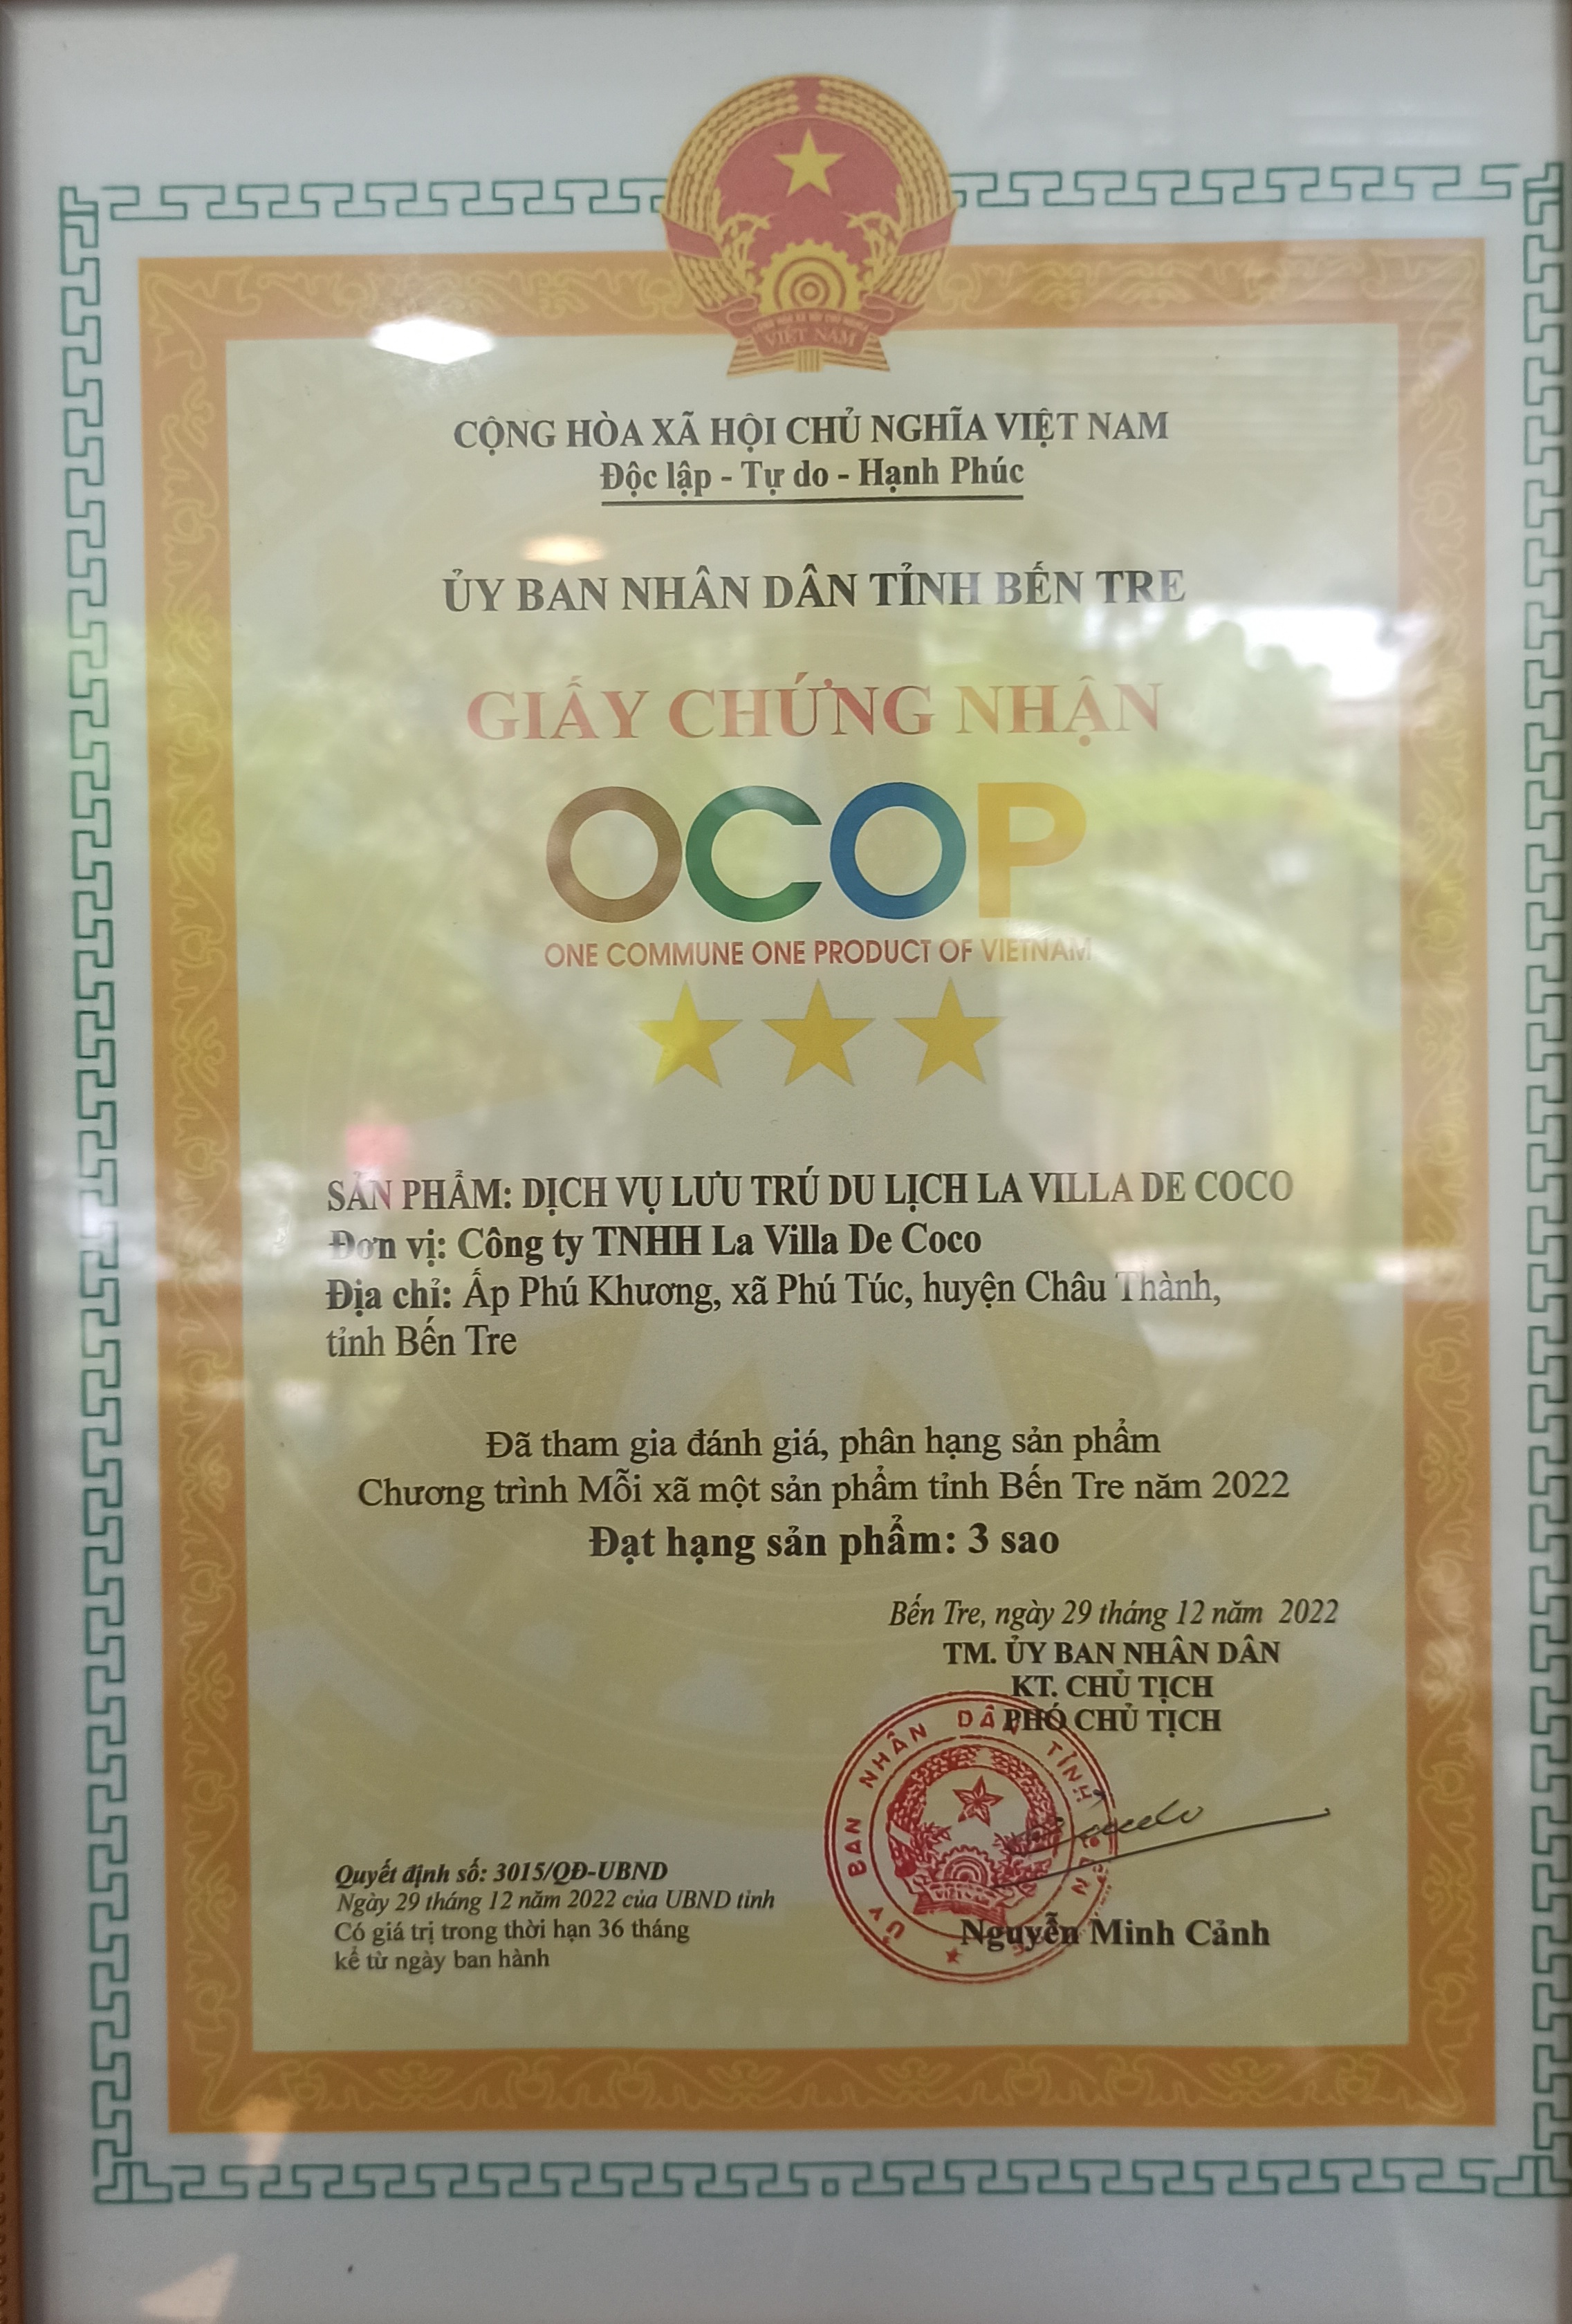 VIỆT NAM
CỘNG HÒA XÃ HỘI CHỦ NGHĨA VIỆT NAM
Độc lập - Tự do - Hạnh Phúc
ỦY BAN NHÂN DÂN TỈNH BẾN TRE
GIẤY CHỨNG NHẬN
OCOP
ONE COMMUNE ONE PRODUCT OF VIETNAM
SẢN PHẨM: DỊCH VỤ LƯU TRÚ DU LỊCH LA VILLA DE COCO
Đơn vị: Công ty TNHH La Villa De Coco
Địa chỉ: Ấp Phú Khương, xã Phú Túc, huyện Châu Thành,
tỉnh Bến Tre
Đã tham gia đánh giá, phân hạng sản phẩm
Chương trình Mỗi xã một sản phẩm tỉnh Bến Tre năm 2022
Đạt hạng sản phẩm: 3 sao
Bến Tre, ngày 29 tháng 12 năm 2022
TM. ỦY BAN NHÂN DÂN
KT. CHỦ TỊCH
PHÓ CHỦ TỊCH
ỦY BAN NHÂN DÂN TỈNH
Nguyễn Minh Cảnh
Quyết định số: 3015/QĐ-UBND
Ngày 29 tháng 12 năm 2022 của UBND tỉnh
Có giá trị trong thời hạn 36 tháng
kể từ ngày ban hành